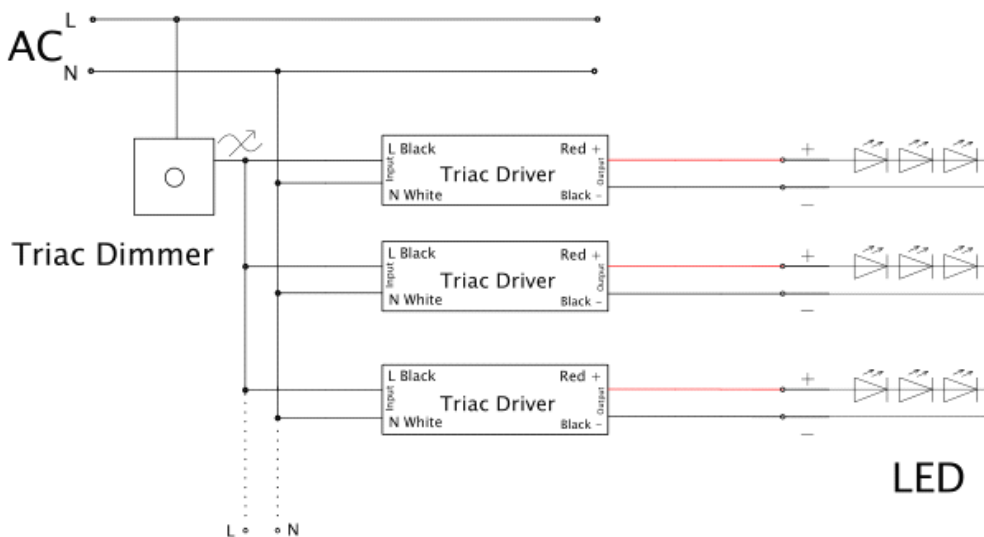 L
AC
N
L Black
Red +
Input
Triac Driver
Output
N White
Black -
Triac Dimmer
L Black
Red +
Input
Triac Driver
Output
N White
Black -
L Black
Red +
Input
Triac Driver
Output
N White
Black -
+
−
+
−
+
−
LED
L
N